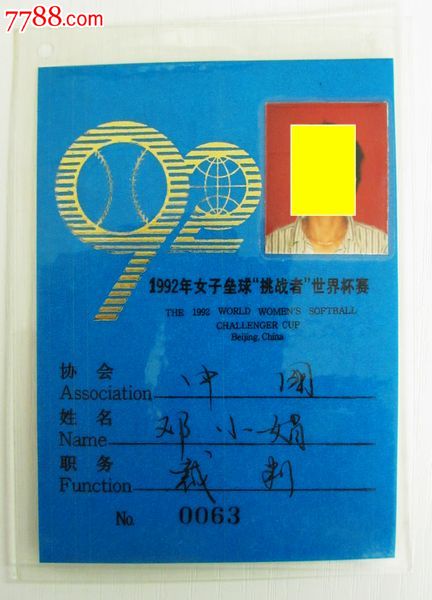 7788.com
92
1992年女子垒球“挑战者”世界杯赛
THE 1992 WORLD WOMEN'S SOFTBALL
CHALLENGER CUP
Beijing, China
协会 中国
Association
姓名 邓小娟
Name
职务 裁判
Function
No. 0063